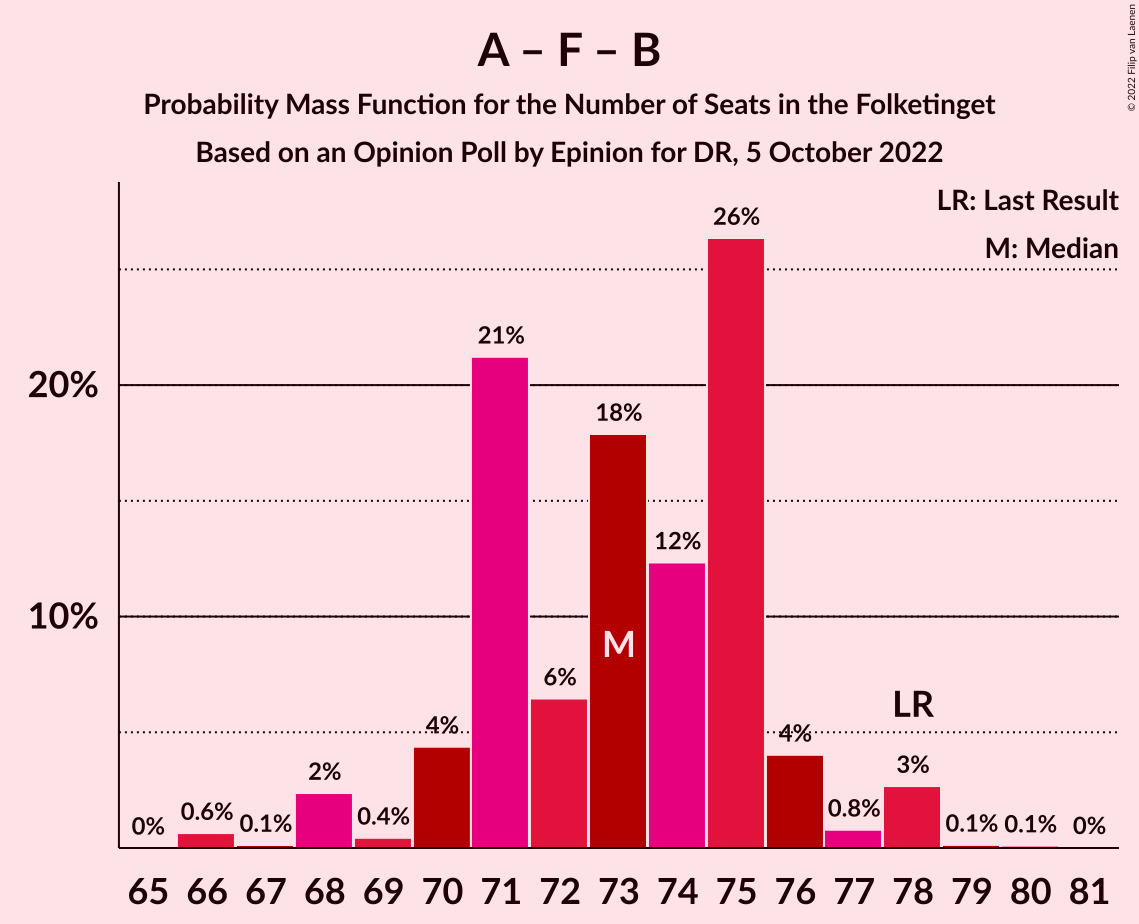 A – F – B
Probability Mass Function for the Number of Seats in the Folketinget
Based on an Opinion Poll by Epinion for DR, 5 October 2022
© 2022 Filip van Laenen
LR: Last Result
M: Median
26%
21%
20%
18%
12%
10%
M
6%
LR
4%
4%
3%
2%
0.8%
0.6%
0.4%
0.1%
0.1%
0.1%
0%
0%
65 66 67 68 69 70 71 72 73 74 75 76 77 78 79 80 81